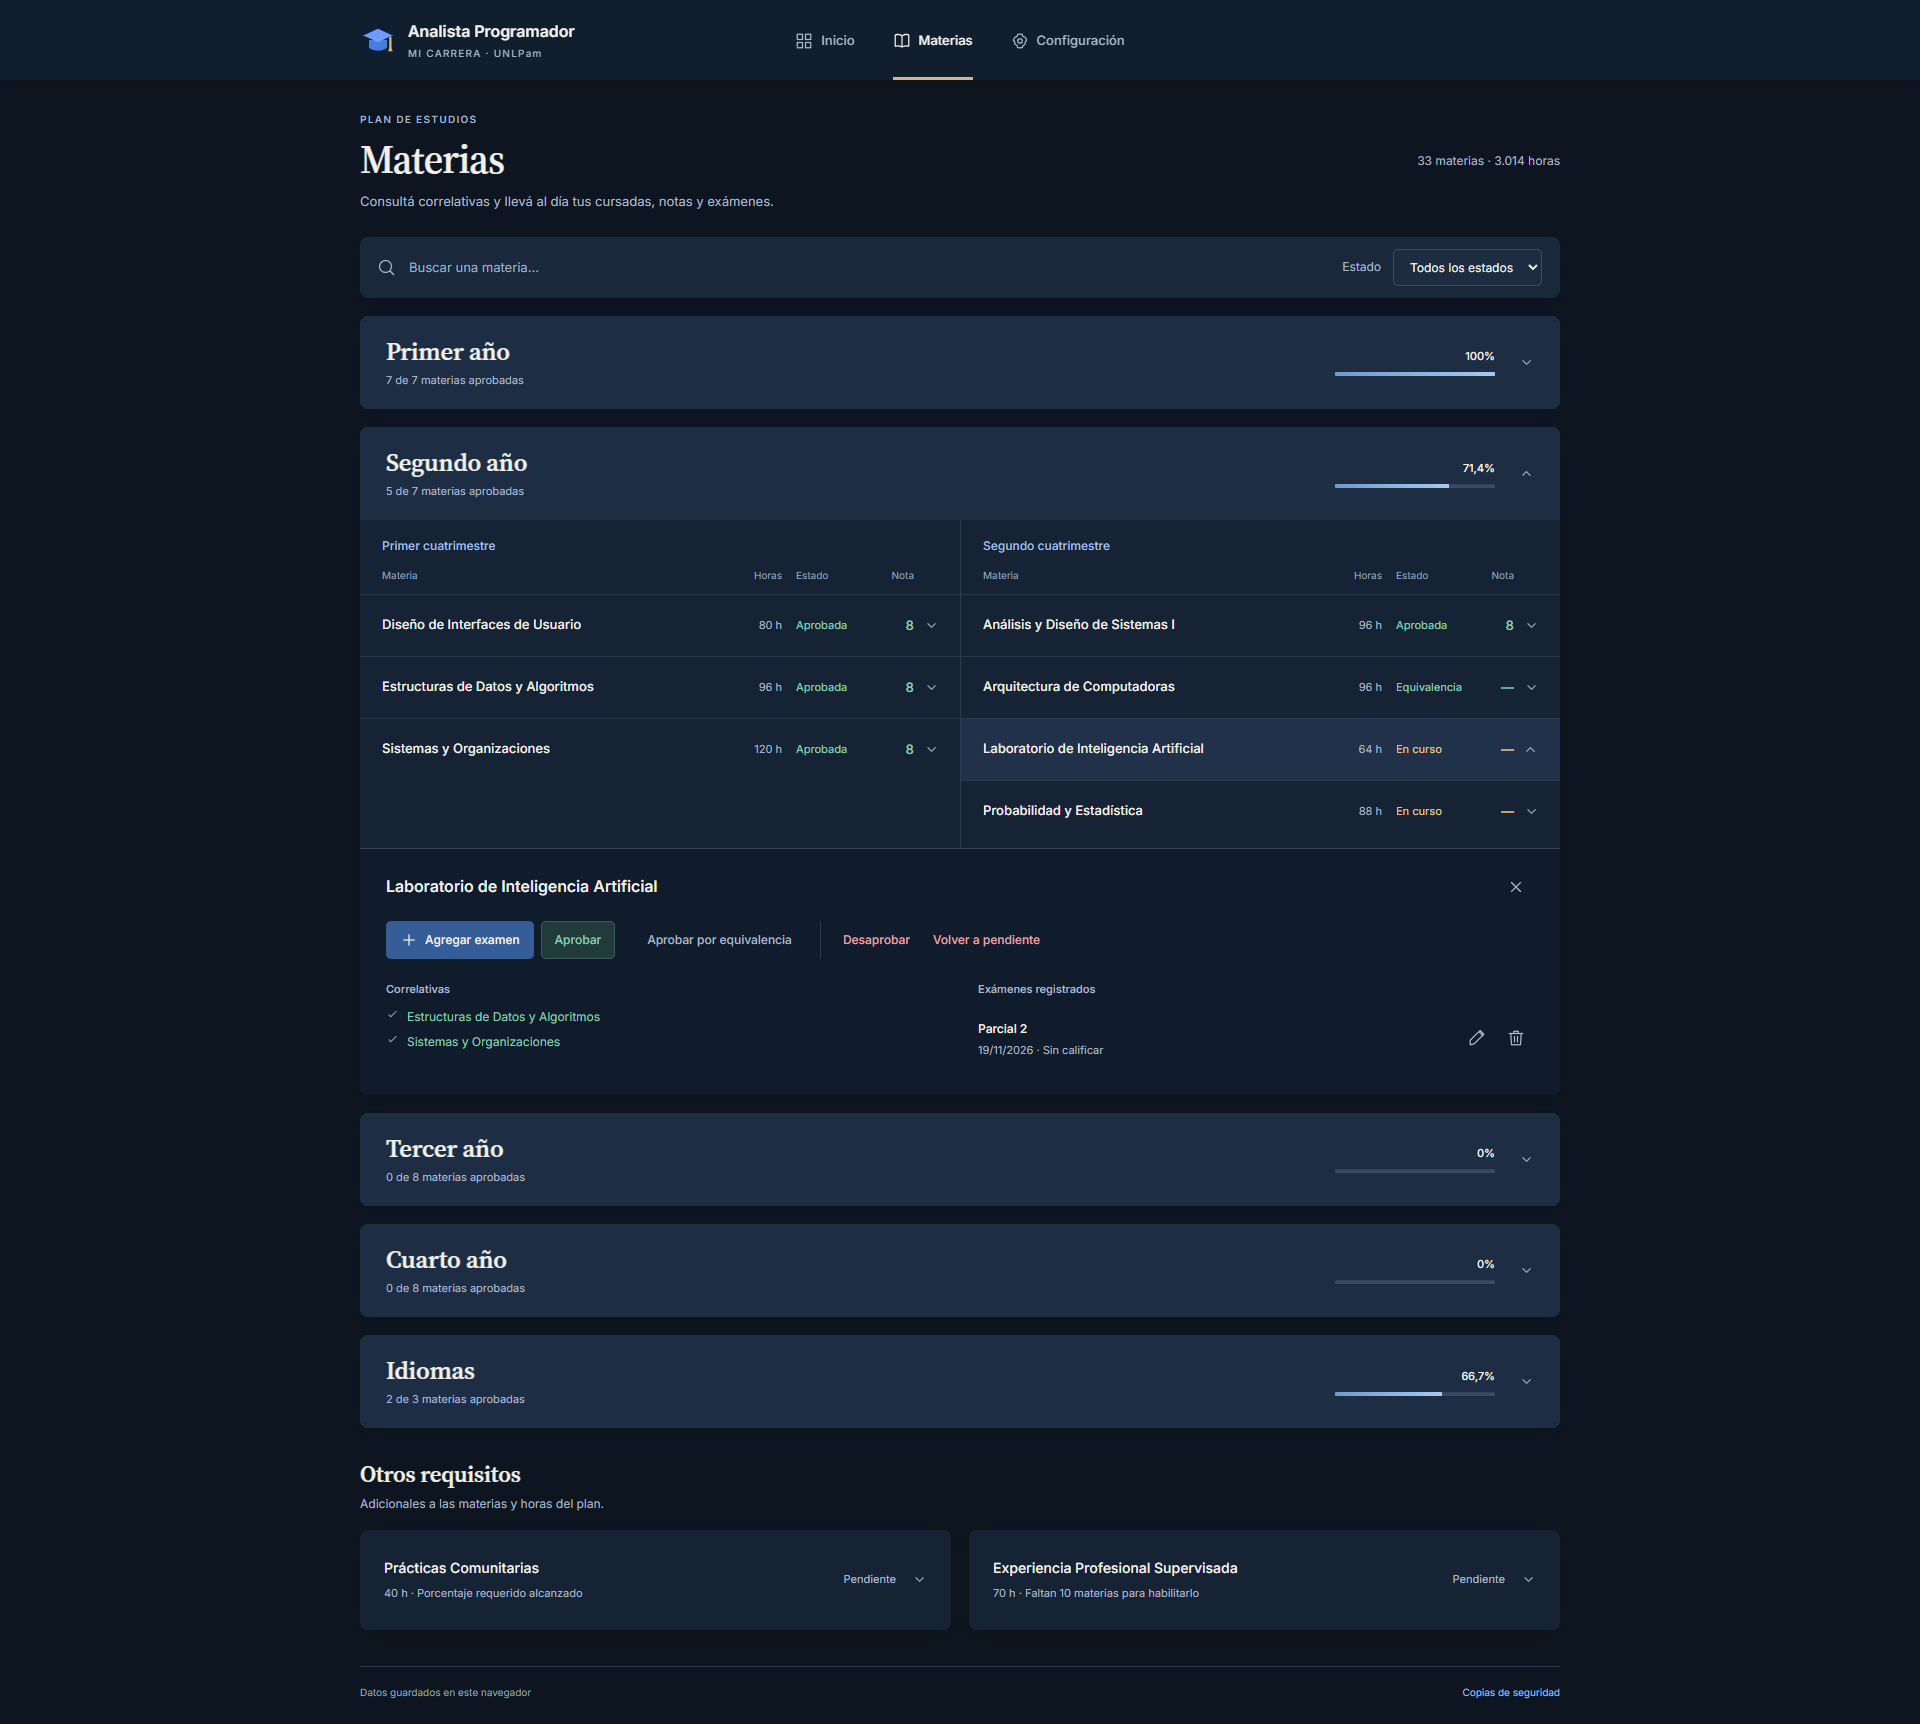 Analista Programador
MI CARRERA · UNLPam
Inicio
Materias
Configuración
PLAN DE ESTUDIOS
Materias
33 materias · 3.014 horas
Consultá correlativas y llevá al día tus cursadas, notas y exámenes.
Buscar una materia...
Estado
Todos los estados
Primer año
7 de 7 materias aprobadas
100%
Segundo año
5 de 7 materias aprobadas
71,4%
Primer cuatrimestre
Materia Horas Estado Nota
Diseño de Interfaces de Usuario 80 h Aprobada 8
Estructuras de Datos y Algoritmos 96 h Aprobada 8
Sistemas y Organizaciones 120 h Aprobada 8
Segundo cuatrimestre
Materia Horas Estado Nota
Análisis y Diseño de Sistemas I 96 h Aprobada 8
Arquitectura de Computadoras 96 h Equivalencia —
Laboratorio de Inteligencia Artificial 64 h En curso —
Probabilidad y Estadística 88 h En curso —
Laboratorio de Inteligencia Artificial
Agregar examen
Aprobar
Aprobar por equivalencia
Desaprobar
Volver a pendiente
Correlativas
Estructuras de Datos y Algoritmos
Sistemas y Organizaciones
Exámenes registrados
Parcial 2
19/11/2026 · Sin calificar
Tercer año
0 de 8 materias aprobadas
0%
Cuarto año
0 de 8 materias aprobadas
0%
Idiomas
2 de 3 materias aprobadas
66,7%
Otros requisitos
Adicionales a las materias y horas del plan.
Prácticas Comunitarias
40 h · Porcentaje requerido alcanzado
Pendiente
Experiencia Profesional Supervisada
70 h · Faltan 10 materias para habilitarlo
Pendiente
Datos guardados en este navegador
Copias de seguridad